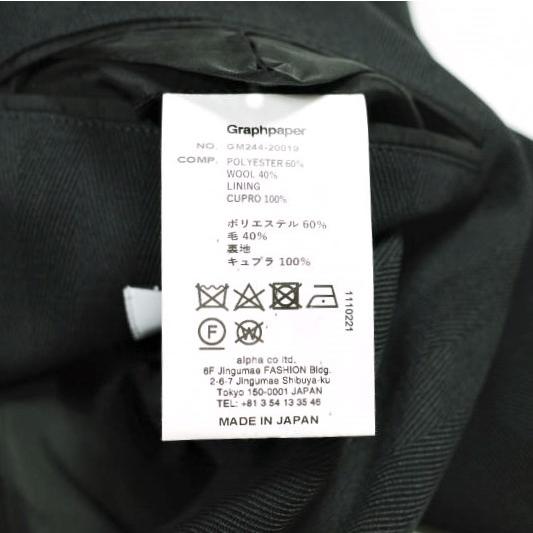 Graphpaper
NO. GM244-20019
COMP. POLYESTER 60%
WOOL 40%
LINING
CUPRO 100%
ポリエステル 60%
毛 40%
裏地
キュプラ 100%
F W
1110221
alpha co ltd.
6F Jingumae FASHION Bldg.
2-6-7 Jingumae Shibuya-ku
Tokyo 150-0001 JAPAN
TEL: +81 3 54 13 35 46
MADE IN JAPAN